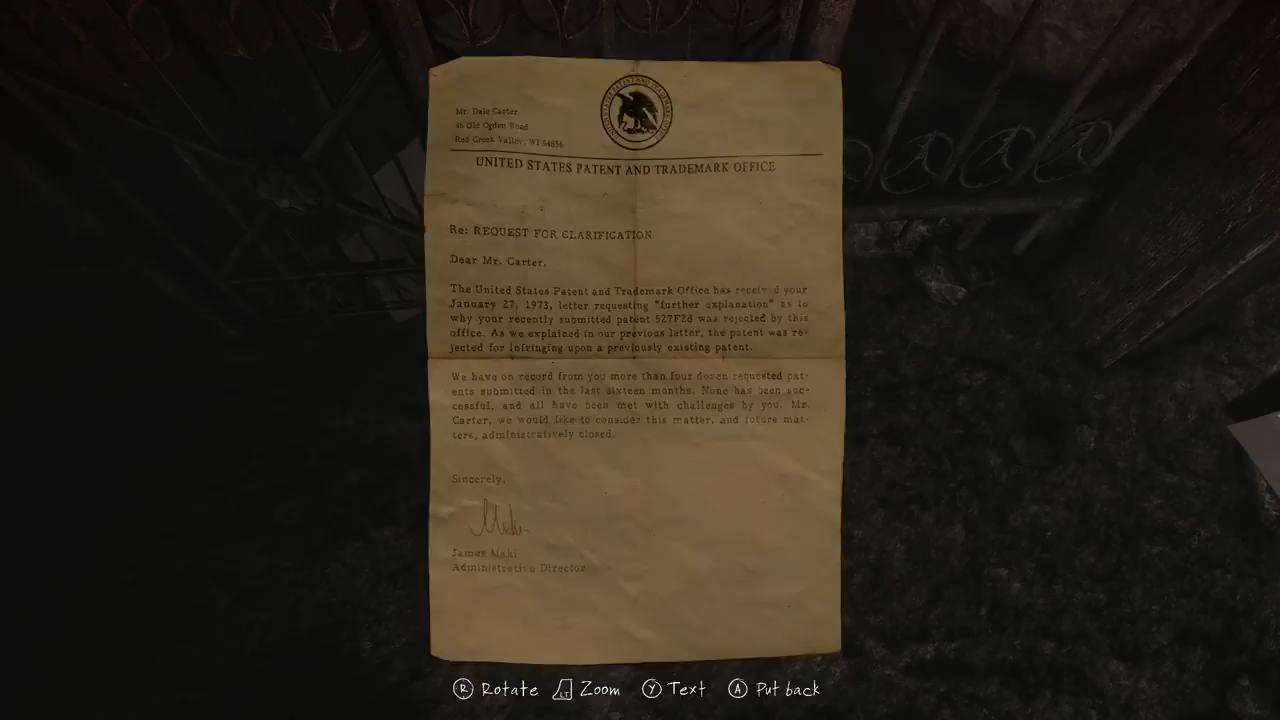 Mr. Dale Carter
Old Ogden Road
Red Creek Valley, WI 54856
UNITED STATES PATENT AND TRADEMARK OFFICE
Re: REQUEST FOR CLARIFICATION
Dear Mr. Carter,
The United States Patent and Trademark Office has received your
January 27, 1973, letter requesting "further explanation" as to
why your recently submitted patent 527F2d was rejected by this
office. As we explained in our previous letter, the patent was re-
jected for infringing upon a previously existing patent.
We have on record from you more than four dozen requested pat-
ents submitted in the last sixteen months. None has been suc-
cessful, and all have been met with challenges by you. Mr.
Carter, we would like to consider this matter, and future mat-
ters, administratively closed.
Sincerely,
James Maki
Administrative Director
R Rotate LT Zoom Y Text A Put back